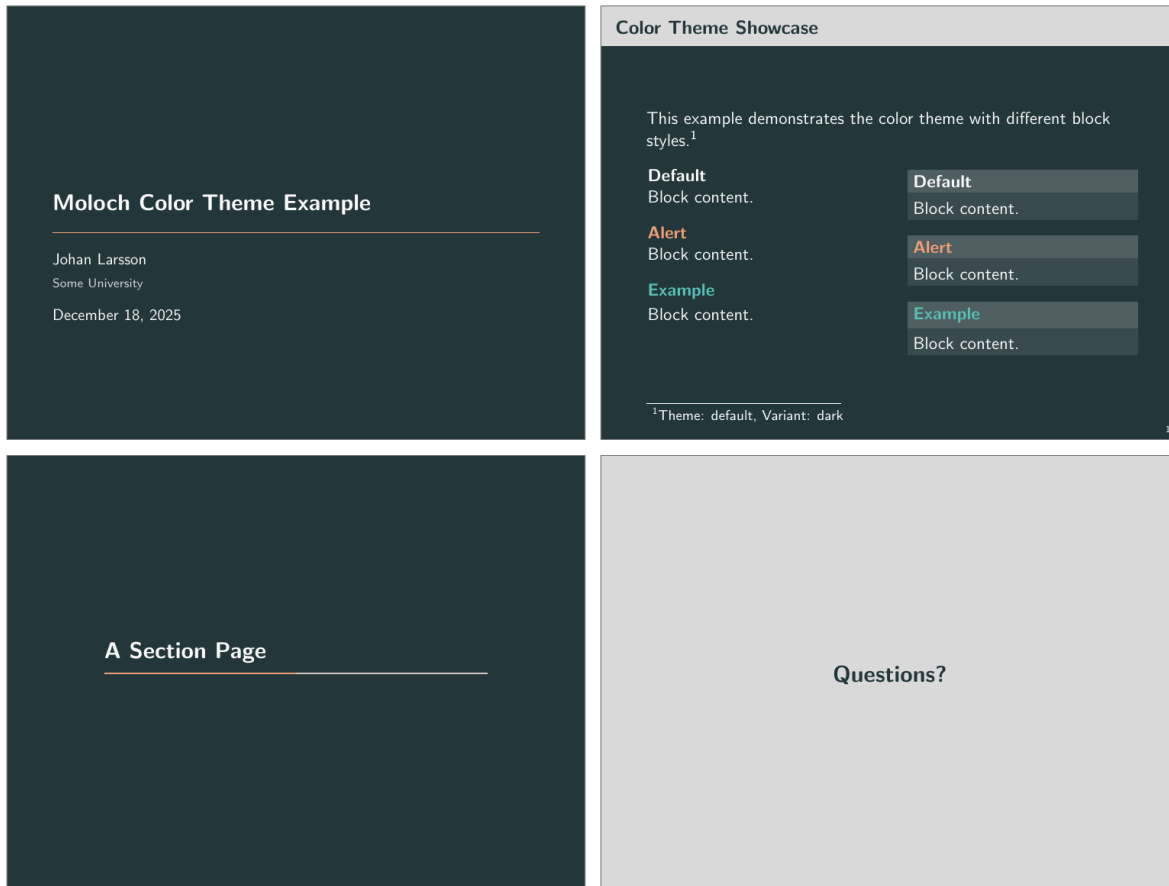 Moloch Color Theme Example
Johan Larsson
Some University
December 18, 2025
Color Theme Showcase
This example demonstrates the color theme with different block
styles.¹
Default
Block content.
Alert
Block content.
Example
Block content.
Default
Block content.
Alert
Block content.
Example
Block content.
¹Theme: default, Variant: dark
1
A Section Page
Questions?